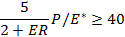 5/(2 + ER) P/E* ≥ 40